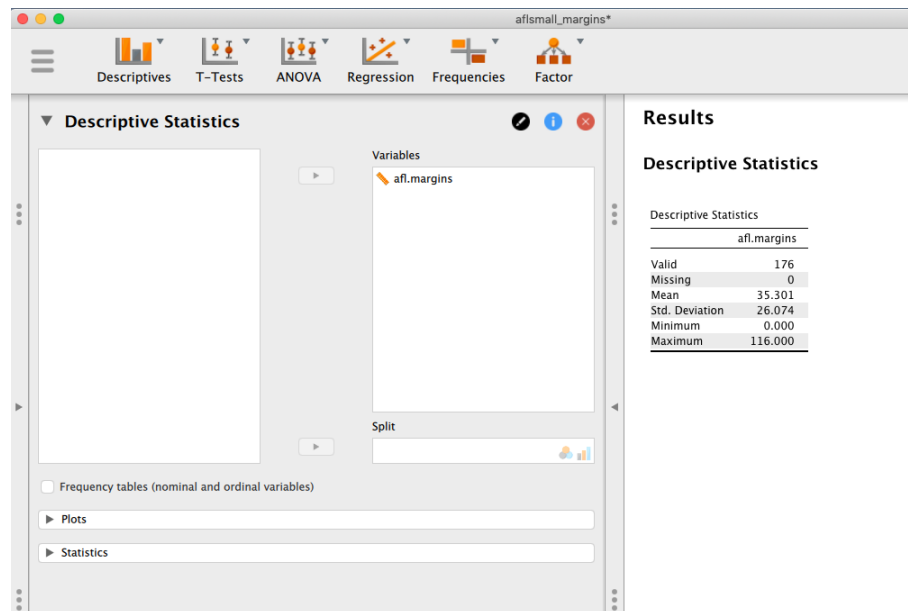 aflsmall_margins*
Descriptives T-Tests ANOVA Regression Frequencies Factor
Descriptive Statistics
Variables
afl.margins
Split
Frequency tables (nominal and ordinal variables)
Plots
Statistics
Results
Descriptive Statistics
Descriptive Statistics
afl.margins
Valid 176
Missing 0
Mean 35.301
Std. Deviation 26.074
Minimum 0.000
Maximum 116.000